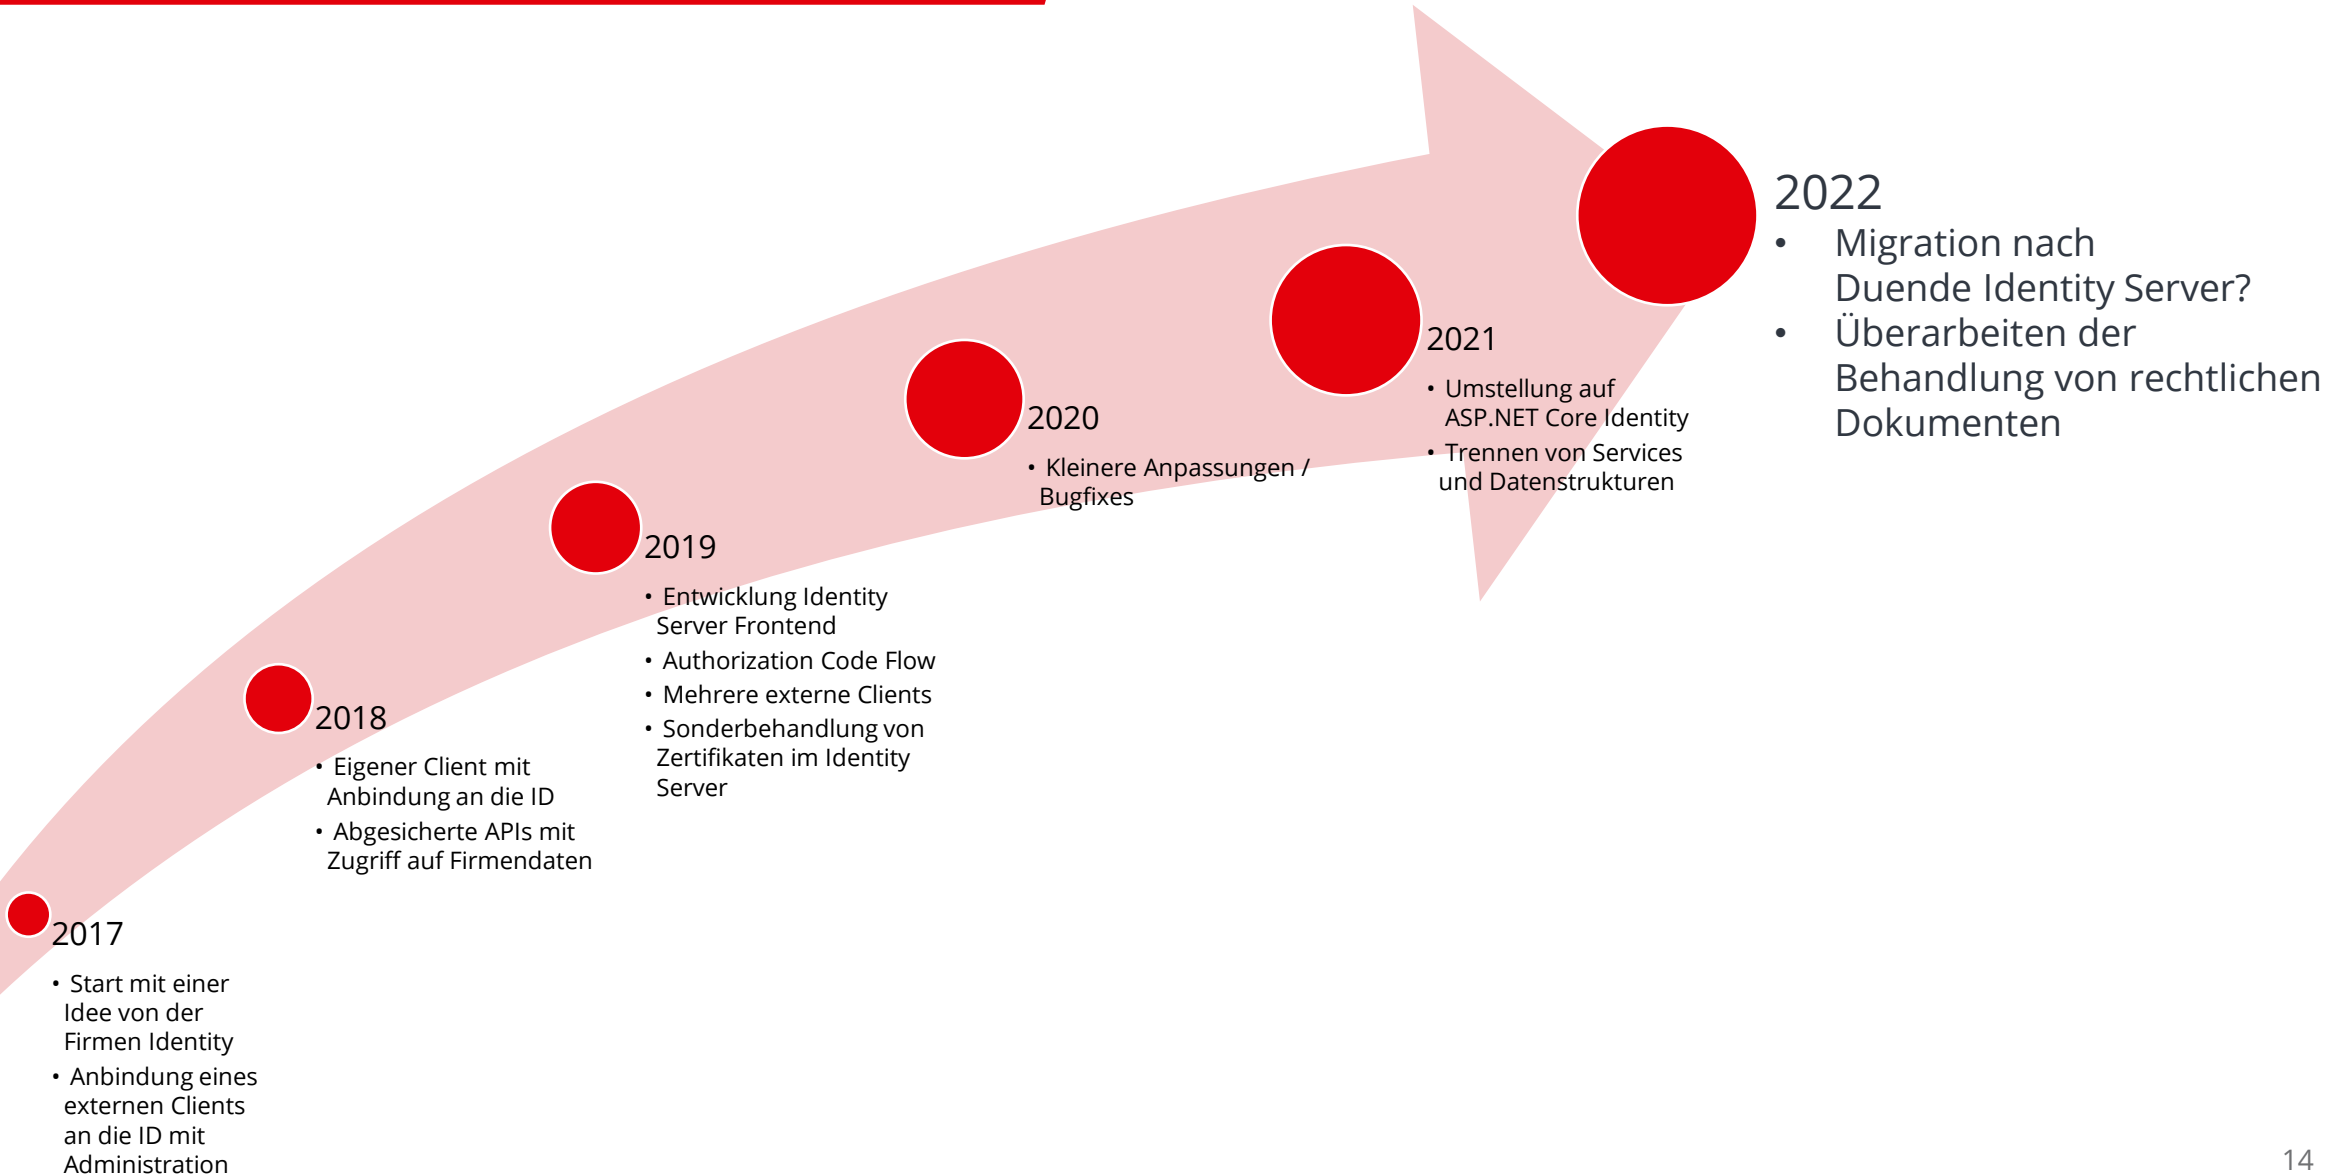 2017
• Start mit einer
Idee von der
Firmen Identity
• Anbindung eines
externen Clients
an die ID mit
Administration
2018
• Eigener Client mit
Anbindung an die ID
• Abgesicherte APIs mit
Zugriff auf Firmendaten
2019
• Entwicklung Identity
Server Frontend
• Authorization Code Flow
• Mehrere externe Clients
• Sonderbehandlung von
Zertifikaten im Identity
Server
2020
• Kleinere Anpassungen /
Bugfixes
2021
• Umstellung auf
ASP.NET Core Identity
• Trennen von Services
und Datenstrukturen
2022
• Migration nach
Duende Identity Server?
• Überarbeiten der
Behandlung von rechtlichen
Dokumenten
14